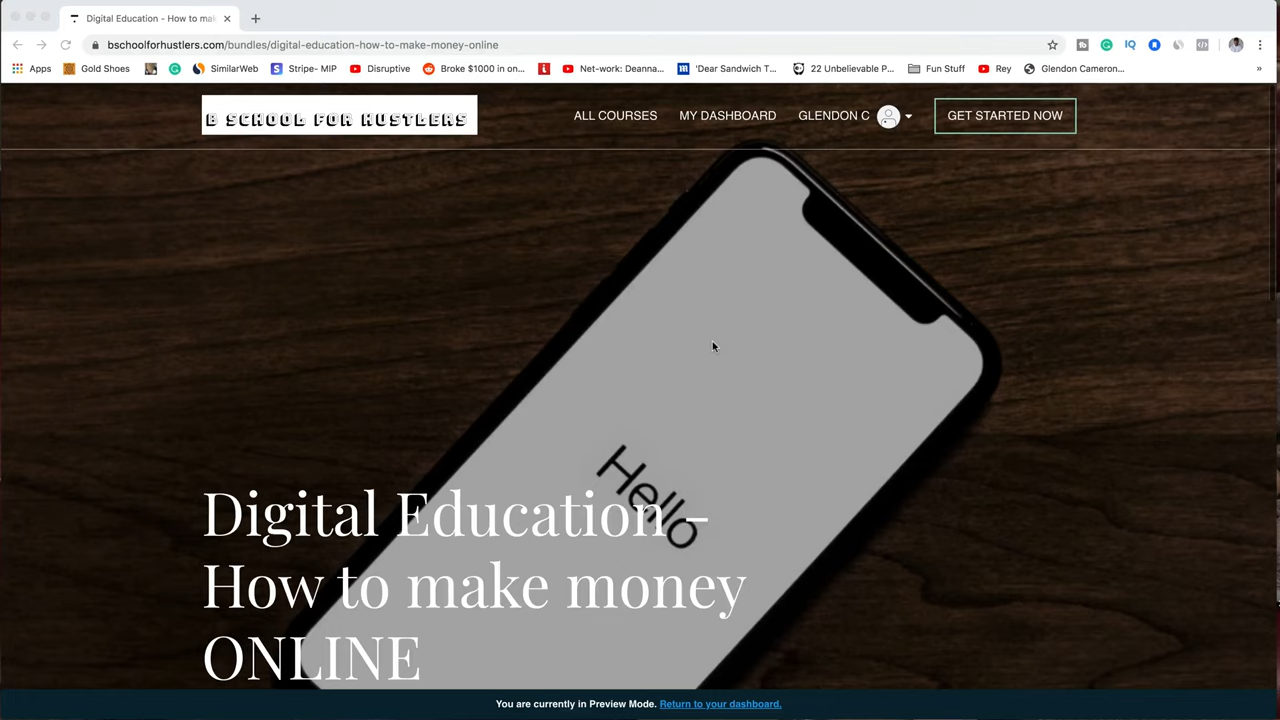 Digital Education - How to mak
bschoolforhustlers.com/bundles/digital-education-how-to-make-money-online
Apps Gold Shoes SimilarWeb Stripe- MIP Disruptive Broke $1000 in on... Net-work: Deanna... 'Dear Sandwich T... 22 Unbelievable P... Fun Stuff Rey Glendon Cameron... »
B SCHOOL FOR HUSTLERS
ALL COURSES MY DASHBOARD GLENDON C GET STARTED NOW
Hello
Digital Education -
How to make money
ONLINE
You are currently in Preview Mode. Return to your dashboard.